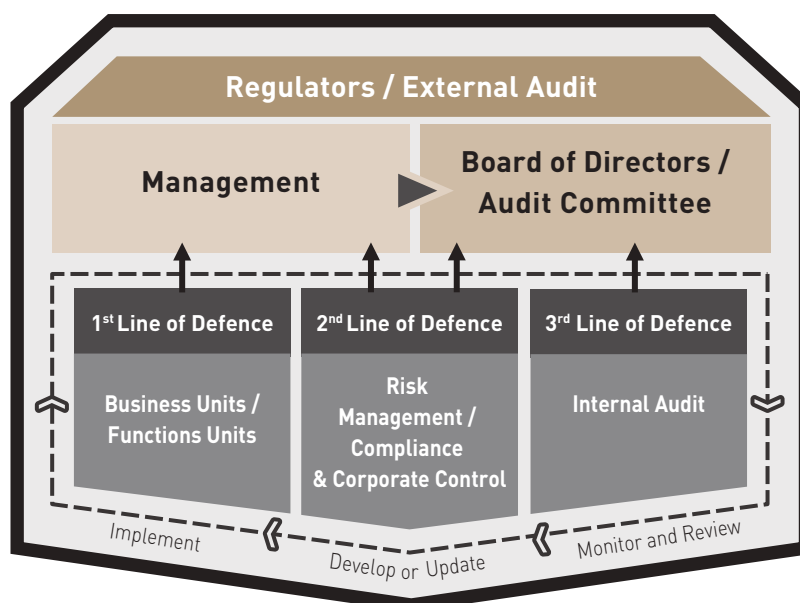 Regulators / External Audit
Management
Board of Directors /
Audit Committee
1st Line of Defence
2nd Line of Defence
3rd Line of Defence
Business Units /
Functions Units
Risk
Management /
Compliance
& Corporate Control
Internal Audit
Implement
Develop or Update
Monitor and Review